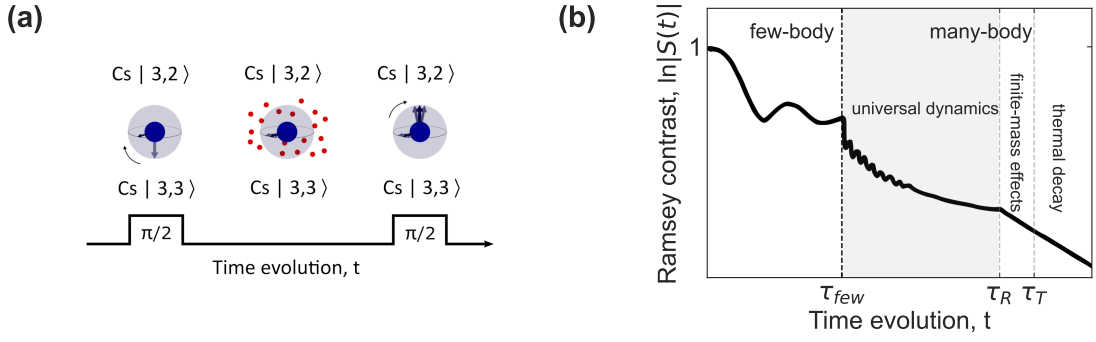 (a)
Cs | 3,2 ⟩ Cs | 3,2 ⟩ Cs | 3,2 ⟩
Cs | 3,3 ⟩ Cs | 3,3 ⟩ Cs | 3,3 ⟩
π/2 π/2
Time evolution, t
(b)
Ramsey contrast, ln|S(t)|
1
few-body many-body
universal dynamics
finite-mass effects
thermal decay
τ_few τ_R τ_T
Time evolution, t